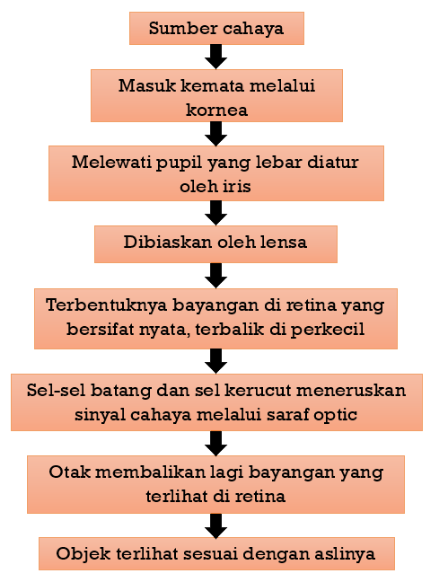 Sumber cahaya
Masuk kemata melalui
kornea
Melewati pupil yang lebar diatur
oleh iris
Dibiaskan oleh lensa
Terbentuknya bayangan di retina yang
bersifat nyata, terbalik di perkecil
Sel-sel batang dan sel kerucut meneruskan
sinyal cahaya melalui saraf optic
Otak membalikan lagi bayangan yang
terlihat di retina
Objek terlihat sesuai dengan aslinya